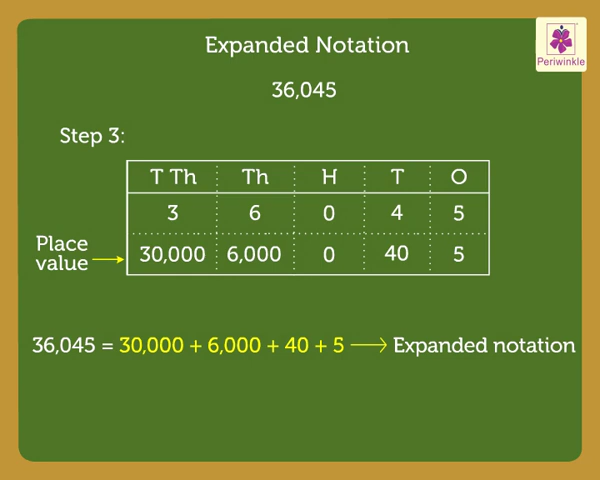 Expanded Notation
Periwinkle
36,045
Step 3:
T Th Th H T O
3 6 0 4 5
Place value
30,000 6,000 0 40 5
36,045 = 30,000 + 6,000 + 40 + 5 ⟶ Expanded notation